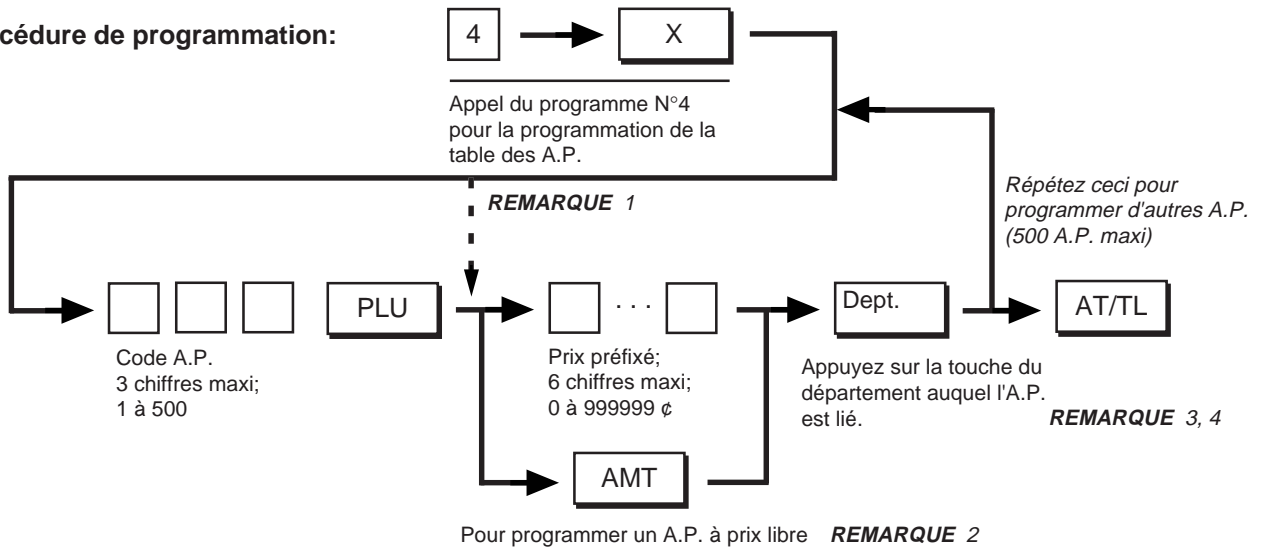 cédure de programmation:
4
X
Appel du programme N°4
pour la programmation de la
table des A.P.
REMARQUE 1
Répétez ceci pour
programmer d'autres A.P.
(500 A.P. maxi)
PLU
. . .
Dept.
AT/TL
Code A.P.
3 chiffres maxi;
1 à 500
Prix préfixé;
6 chiffres maxi;
0 à 999999 ¢
Appuyez sur la touche du
département auquel l'A.P.
est lié.
REMARQUE 3, 4
AMT
Pour programmer un A.P. à prix libre REMARQUE 2